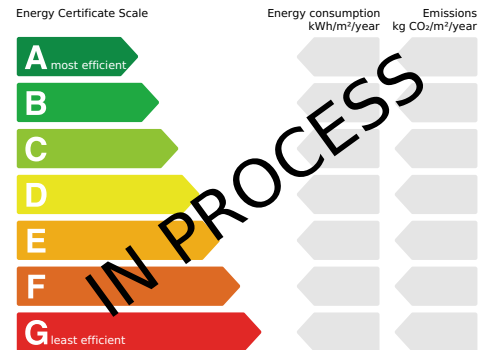 Energy Certificate Scale
Energy consumption
kWh/m²/year
Emissions
kg CO₂/m²/year
A most efficient
B
C
D
E
F
G least efficient
IN PROCESS